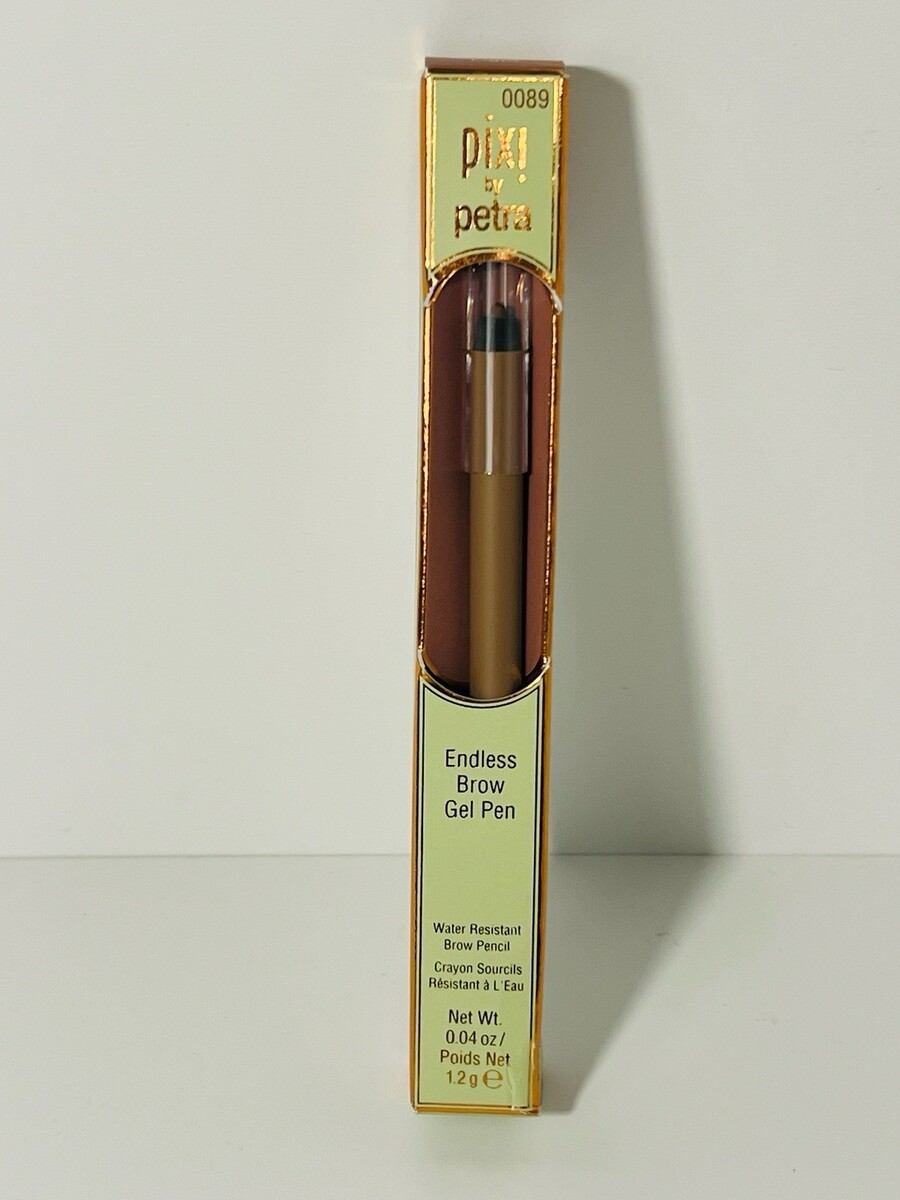 0089
pixi
by
petra
Endless
Brow
Gel Pen
Water Resistant
Brow Pencil
Crayon Sourcils
Résistant à L'Eau
Net Wt.
0.04 oz /
Poids Net
1.2 g ℮